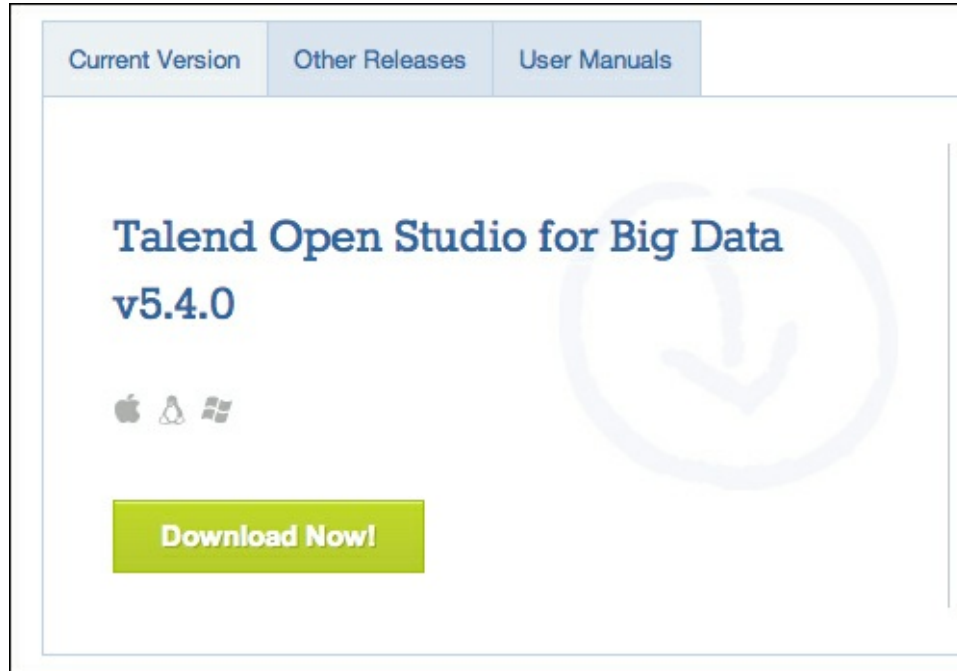 Current Version
Other Releases
User Manuals
Talend Open Studio for Big Data
v5.4.0
Download Now!